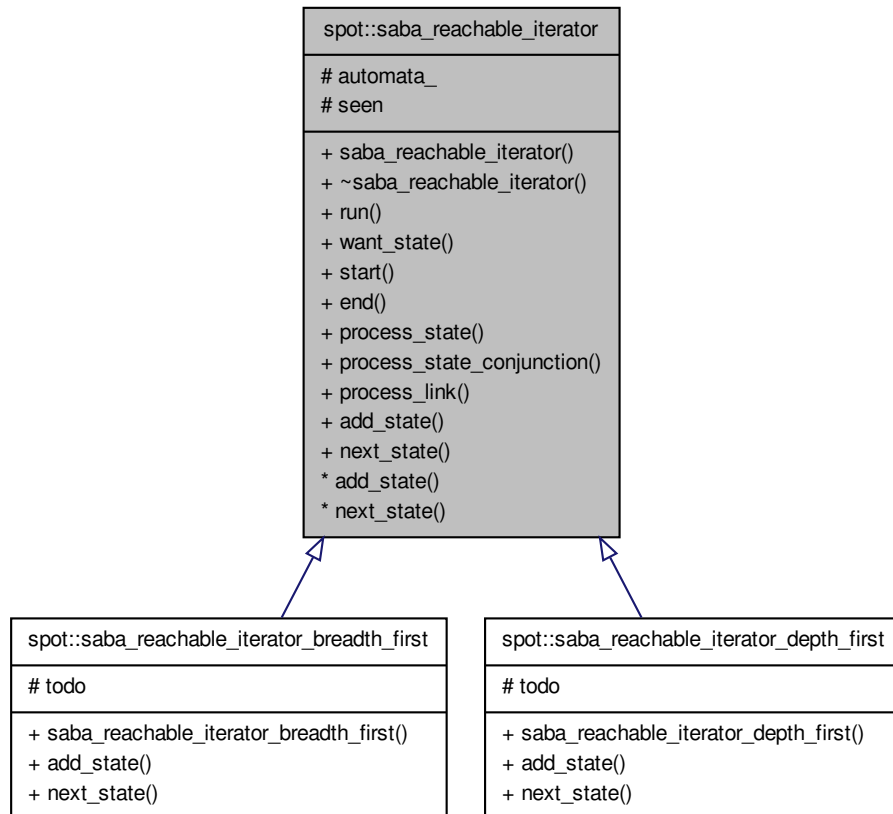 spot::saba_reachable_iterator
# automata_
# seen
+ saba_reachable_iterator()
+ ~saba_reachable_iterator()
+ run()
+ want_state()
+ start()
+ end()
+ process_state()
+ process_state_conjunction()
+ process_link()
+ add_state()
+ next_state()
* add_state()
* next_state()
spot::saba_reachable_iterator_breadth_first
# todo
+ saba_reachable_iterator_breadth_first()
+ add_state()
+ next_state()
spot::saba_reachable_iterator_depth_first
# todo
+ saba_reachable_iterator_depth_first()
+ add_state()
+ next_state()